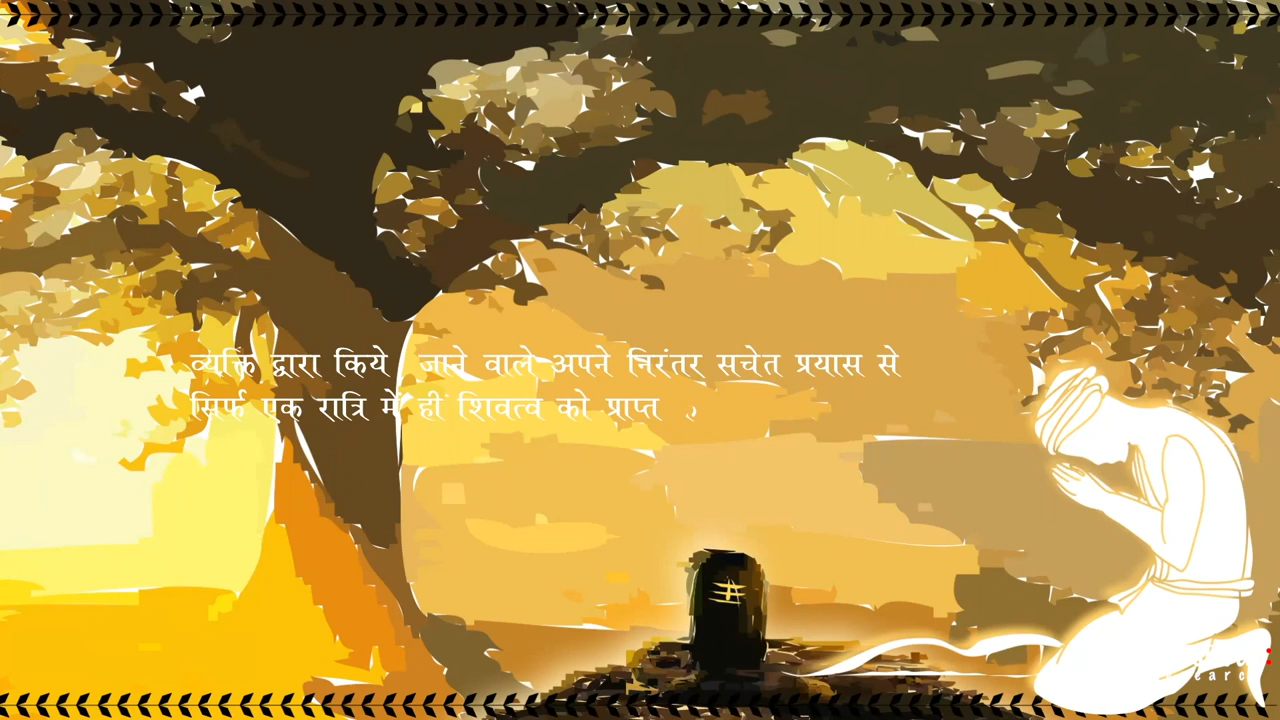 व्यक्ति द्वारा किये जाने वाले अपने निरंतर सचेत प्रयास से
सिर्फ एक रात्रि में ही शिवत्व को प्राप्त